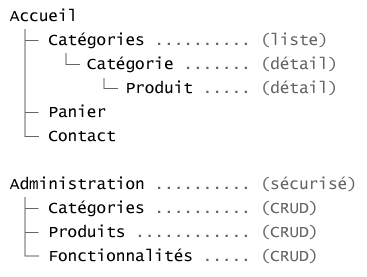 Accueil
Catégories .......... (liste)
Catégorie ....... (détail)
Produit ..... (détail)
Panier
Contact
Administration .......... (sécurisé)
Catégories .......... (CRUD)
Produits ............ (CRUD)
Fonctionnalités ..... (CRUD)